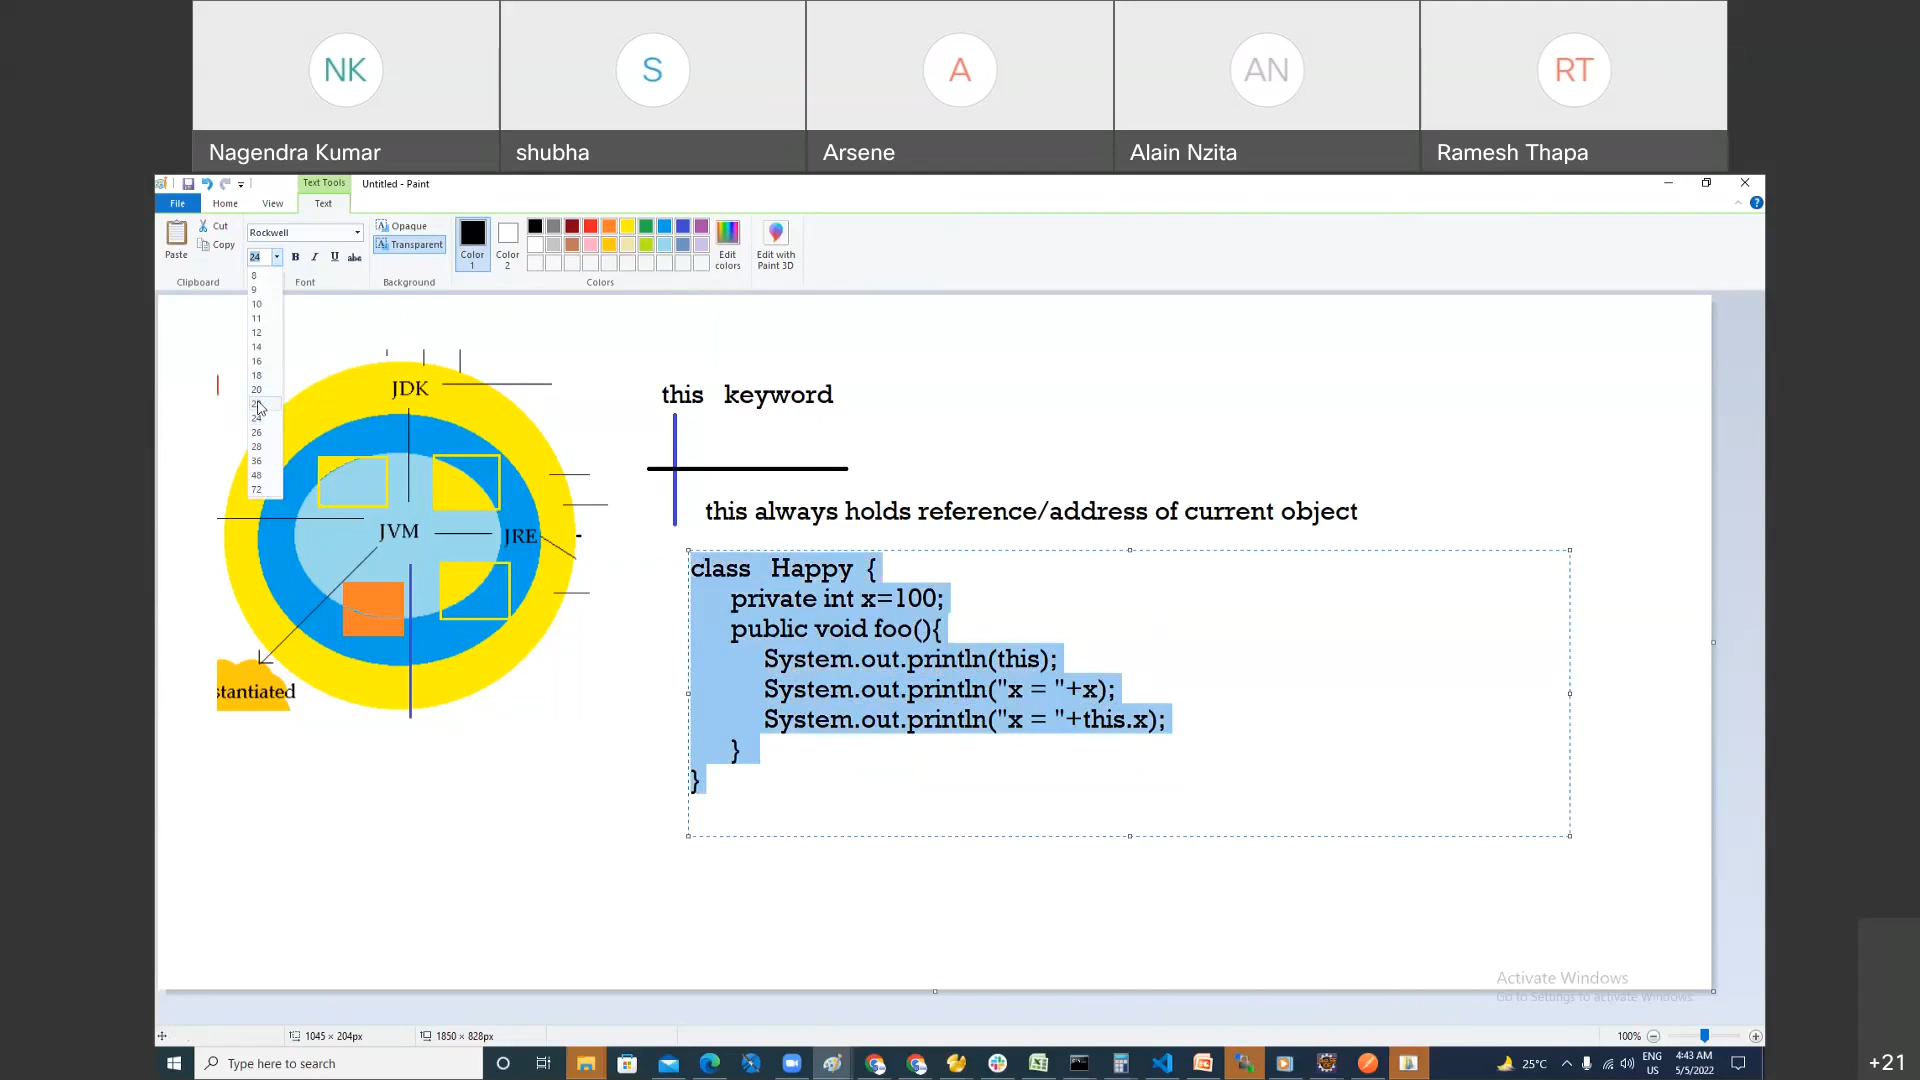 NK
S
A
AN
RT
Nagendra Kumar
shubha
Arsene
Alain Nzita
Ramesh Thapa
Text Tools
Untitled - Paint
File
Home
View
Text
Paste
Cut
Copy
Clipboard
Rockwell
24
B I U abc
Font
Opaque
Transparent
Background
Color 1
Color 2
Edit colors
Colors
Edit with Paint 3D
8
9
10
11
12
14
16
18
20
24
26
28
36
48
72
JDK
JVM
JRE
stantiated
this keyword
this always holds reference/address of current object
class Happy {
private int x=100;
public void foo(){
System.out.println(this);
System.out.println("x = "+x);
System.out.println("x = "+this.x);
}
}
Activate Windows
Go to Settings to activate Windows.
1045 × 204px
1850 × 828px
100%
Type here to search
25°C
ENG
US
4:43 AM
5/5/2022
+21